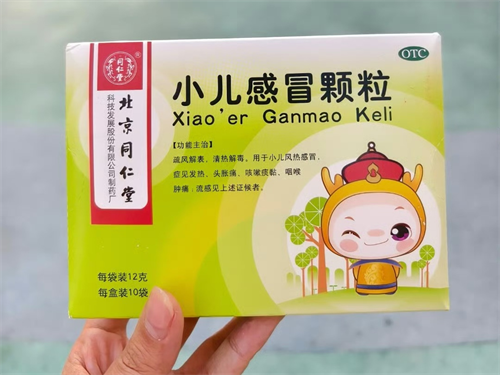 同仁堂
北京同仁堂
科技发展股份有限公司制药厂
OTC
小儿感冒颗粒
Xiao'er Ganmao Keli
【功能主治】
疏风解表，清热解毒，用于小儿风热感冒，
症见发热、头胀痛、咳嗽痰黏、咽喉
肿痛；流感见上述证候者。
每袋装12克
每盒装10袋